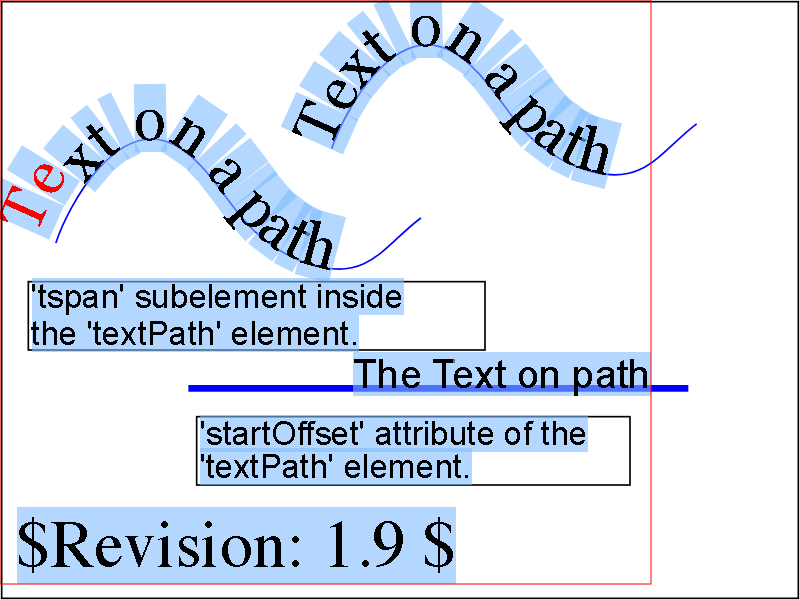 Text on a path
Text on a path
'tspan' subelement inside
the 'textPath' element.
The Text on path
'startOffset' attribute of the
'textPath' element.
$Revision: 1.9 $